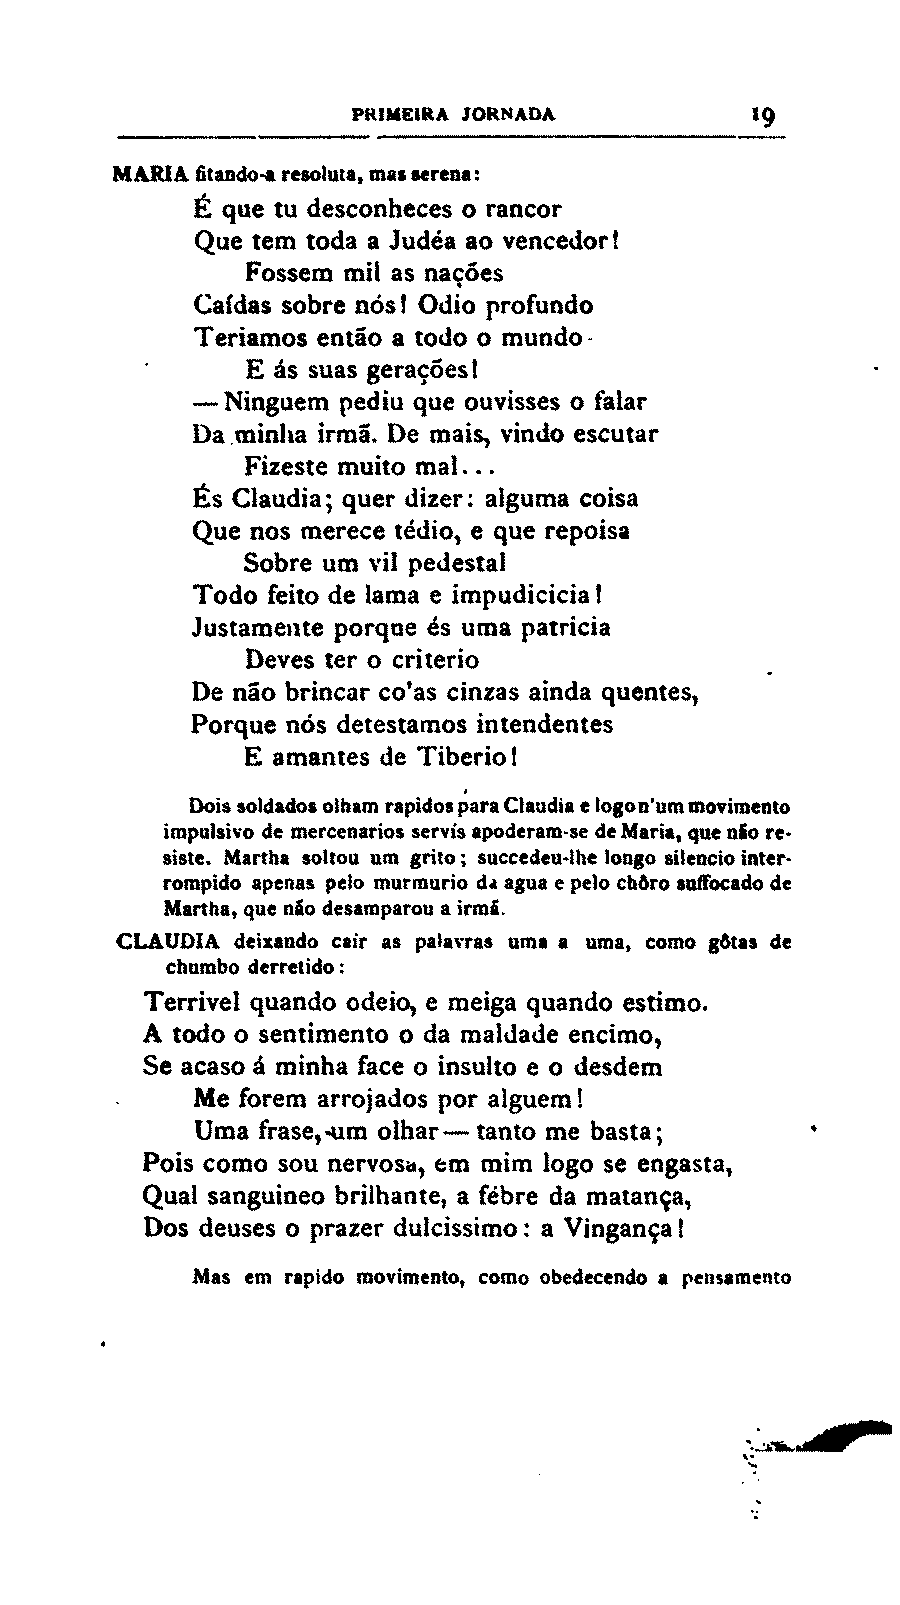 PRIMEIRA JORNADA 19
MARIA fitando-a resoluta, mas serena:
É que tu desconheces o rancor
Que tem toda a Judéa ao vencedor!
Fossem mil as nações
Caídas sobre nós! Odio profundo
Teriamos então a todo o mundo
E ás suas gerações!
— Ninguem pediu que ouvisses o falar
Da minha irmã. De mais, vindo escutar
Fizeste muito mal...
És Claudia; quer dizer: alguma coisa
Que nos merece tédio, e que repoisa
Sobre um vil pedestal
Todo feito de lama e impudicicia!
Justamente porque és uma patricia
Deves ter o criterio
De não brincar co'as cinzas ainda quentes,
Porque nós detestamos intendentes
E amantes de Tiberio!
Dois soldados olham rapidos para Claudia e logo n'um movimento
impulsivo de mercenarios servís apoderam-se de Maria, que não re-
siste. Martha soltou um grito; succedeu-lhe longo silencio inter-
rompido apenas pelo murmurio da agua e pelo chôro suffocado de
Martha, que não desamparou a irmã.
CLAUDIA deixando cair as palavras uma a uma, como gôtas de
chumbo derretido:
Terrivel quando odeio, e meiga quando estimo.
A todo o sentimento o da maldade encimo,
Se acaso á minha face o insulto e o desdem
Me forem arrojados por alguem!
Uma frase, um olhar — tanto me basta;
Pois como sou nervosa, em mim logo se engasta,
Qual sanguineo brilhante, a fébre da matança,
Dos deuses o prazer dulcissimo: a Vingança!
Mas em rapido movimento, como obedecendo a pensamento